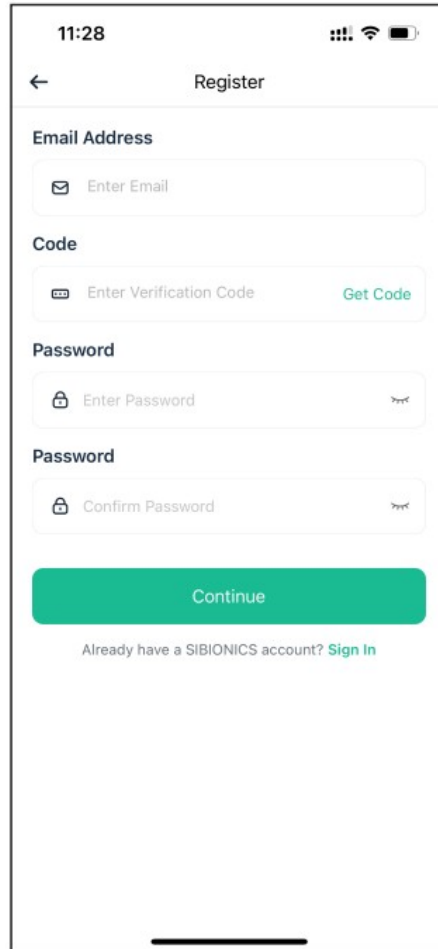 11:28
Register
Email Address
Enter Email
Code
Enter Verification Code Get Code
Password
Enter Password
Password
Confirm Password
Continue
Already have a SIBIONICS account? Sign In